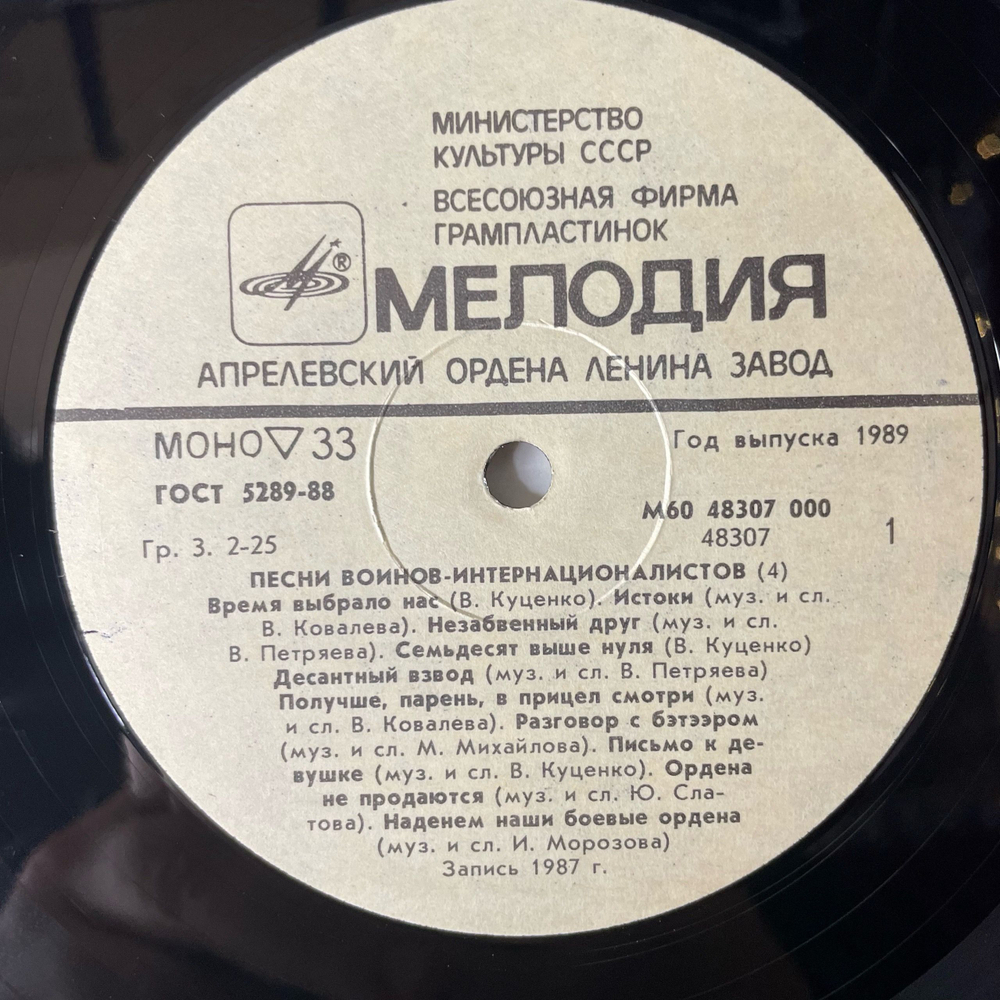 МИНИСТЕРСТВО
КУЛЬТУРЫ СССР
ВСЕСОЮЗНАЯ ФИРМА
ГРАМПЛАСТИНОК
®
МЕЛОДИЯ
АПРЕЛЕВСКИЙ ОРДЕНА ЛЕНИНА ЗАВОД
МОНО▽33
Год выпуска 1989
ГОСТ 5289-88
М60 48307 000
Гр. 3. 2-25
48307
1
ПЕСНИ ВОИНОВ-ИНТЕРНАЦИОНАЛИСТОВ (4)
Время выбрало нас (В. Куценко). Истоки (муз. и сл.
В. Ковалева). Незабвенный друг (муз. и сл.
В. Петряева). Семьдесят выше нуля (В. Куценко)
Десантный взвод (муз. и сл. В. Петряева)
Получше, парень, в прицел смотри (муз.
и сл. В. Ковалева). Разговор с бэтээром
(муз. и сл. М. Михайлова). Письмо к де-
вушке (муз. и сл. В. Куценко). Ордена
не продаются (муз. и сл. Ю. Сла-
това). Наденем наши боевые ордена
(муз. и сл. И. Морозова)
Запись 1987 г.